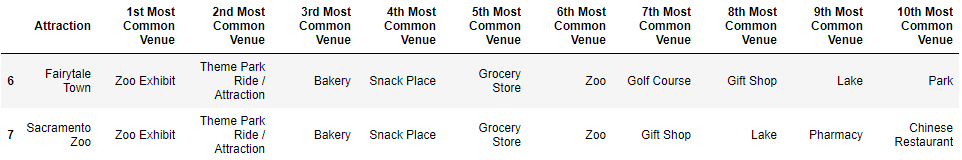 Attraction 1st Most Common Venue 2nd Most Common Venue 3rd Most Common Venue 4th Most Common Venue 5th Most Common Venue 6th Most Common Venue 7th Most Common Venue 8th Most Common Venue 9th Most Common Venue 10th Most Common Venue
6 Fairytale Town Zoo Exhibit Theme Park Ride / Attraction Bakery Snack Place Grocery Store Zoo Golf Course Gift Shop Lake Park
7 Sacramento Zoo Zoo Exhibit Theme Park Ride / Attraction Bakery Snack Place Grocery Store Zoo Gift Shop Lake Pharmacy Chinese Restaurant